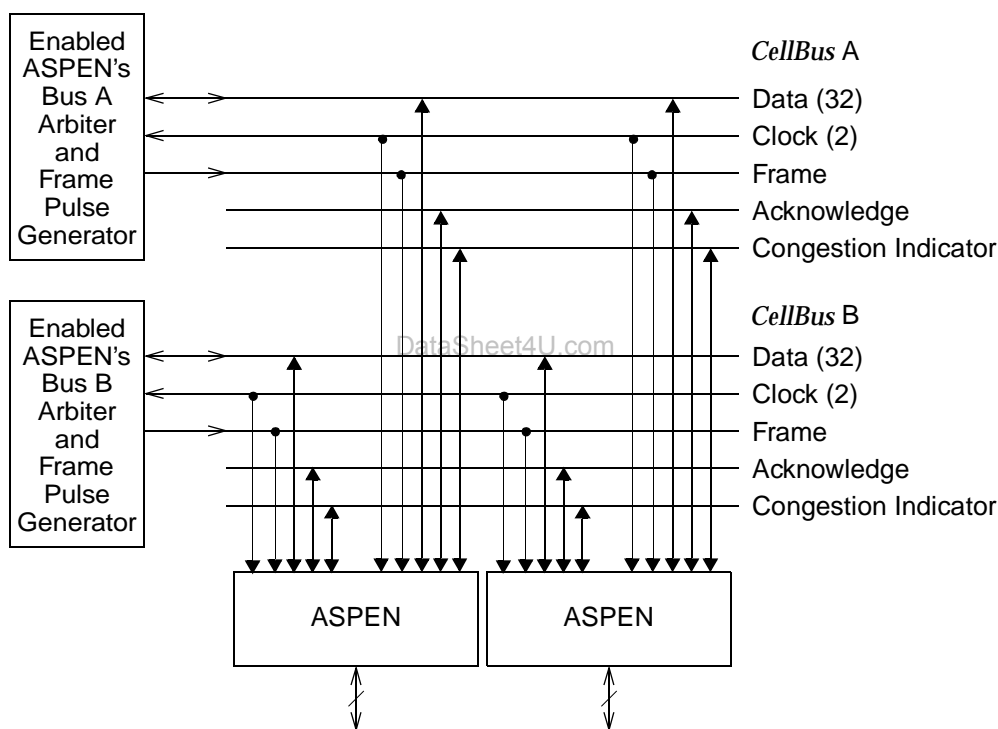 Enabled
ASPEN's
Bus A
Arbiter
and
Frame
Pulse
Generator
CellBus A
Data (32)
Clock (2)
Frame
Acknowledge
Congestion Indicator
Enabled
ASPEN's
Bus B
Arbiter
and
Frame
Pulse
Generator
CellBus B
DataSheet4U.com
Data (32)
Clock (2)
Frame
Acknowledge
Congestion Indicator
ASPEN
ASPEN